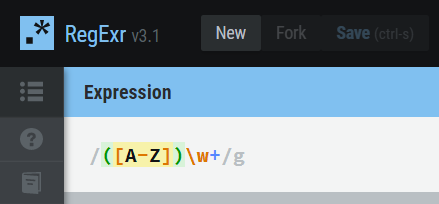 RegExr v3.1 New Fork Save (ctrl-s)
Expression
/([A-Z])\w+/g